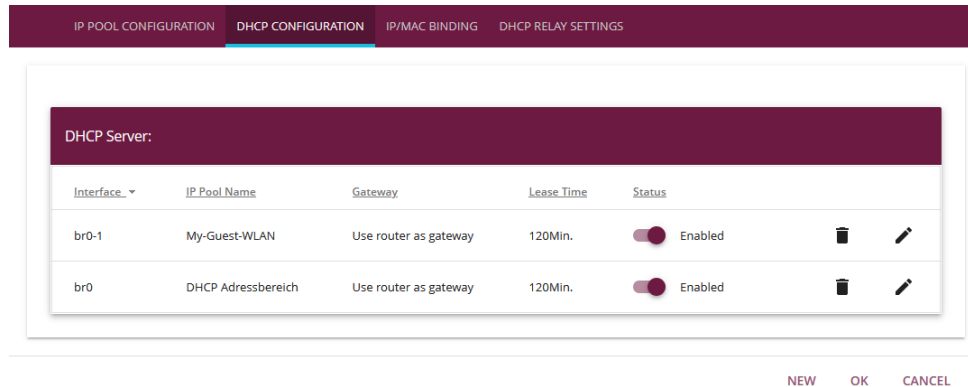 IP POOL CONFIGURATION DHCP CONFIGURATION IP/MAC BINDING DHCP RELAY SETTINGS
DHCP Server:
Interface IP Pool Name Gateway Lease Time Status
br0-1 My-Guest-WLAN Use router as gateway 120Min. Enabled
br0 DHCP Adressbereich Use router as gateway 120Min. Enabled
NEW OK CANCEL